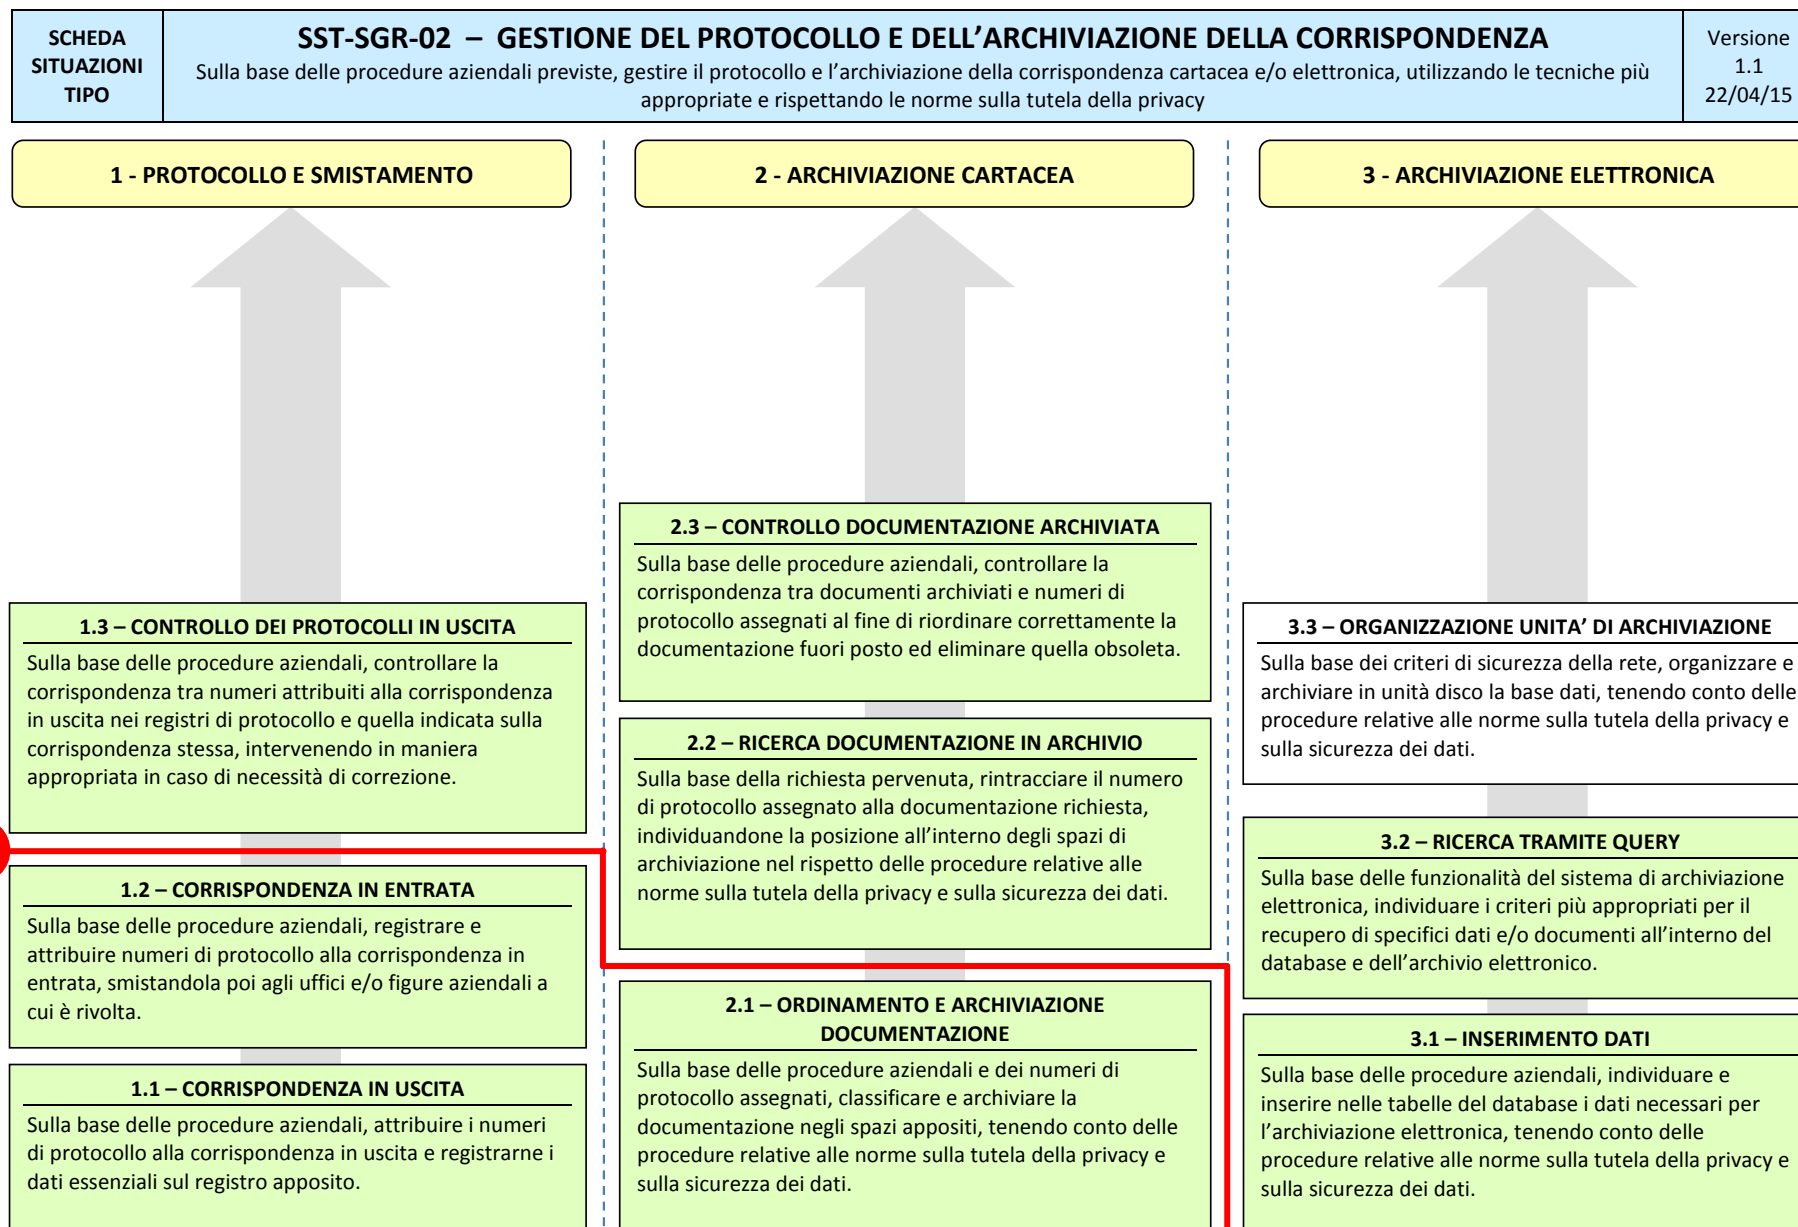 SCHEDA
SITUAZIONI
TIPO
SST-SGR-02 – GESTIONE DEL PROTOCOLLO E DELL’ARCHIVIAZIONE DELLA CORRISPONDENZA
Sulla base delle procedure aziendali previste, gestire il protocollo e l’archiviazione della corrispondenza cartacea e/o elettronica, utilizzando le tecniche più
appropriate e rispettando le norme sulla tutela della privacy
Versione
1.1
22/04/15
1 - PROTOCOLLO E SMISTAMENTO
1.3 – CONTROLLO DEI PROTOCOLLI IN USCITA
Sulla base delle procedure aziendali, controllare la
corrispondenza tra numeri attribuiti alla corrispondenza
in uscita nei registri di protocollo e quella indicata sulla
corrispondenza stessa, intervenendo in maniera
appropriata in caso di necessità di correzione.
1.2 – CORRISPONDENZA IN ENTRATA
Sulla base delle procedure aziendali, registrare e
attribuire numeri di protocollo alla corrispondenza in
entrata, smistandola poi agli uffici e/o figure aziendali a
cui è rivolta.
1.1 – CORRISPONDENZA IN USCITA
Sulla base delle procedure aziendali, attribuire i numeri
di protocollo alla corrispondenza in uscita e registrarne i
dati essenziali sul registro apposito.
2 - ARCHIVIAZIONE CARTACEA
2.3 – CONTROLLO DOCUMENTAZIONE ARCHIVIATA
Sulla base delle procedure aziendali, controllare la
corrispondenza tra documenti archiviati e numeri di
protocollo assegnati al fine di riordinare correttamente la
documentazione fuori posto ed eliminare quella obsoleta.
2.2 – RICERCA DOCUMENTAZIONE IN ARCHIVIO
Sulla base della richiesta pervenuta, rintracciare il numero
di protocollo assegnato alla documentazione richiesta,
individuandone la posizione all’interno degli spazi di
archiviazione nel rispetto delle procedure relative alle
norme sulla tutela della privacy e sulla sicurezza dei dati.
2.1 – ORDINAMENTO E ARCHIVIAZIONE
DOCUMENTAZIONE
Sulla base delle procedure aziendali e dei numeri di
protocollo assegnati, classificare e archiviare la
documentazione negli spazi appositi, tenendo conto delle
procedure relative alle norme sulla tutela della privacy e
sulla sicurezza dei dati.
3 - ARCHIVIAZIONE ELETTRONICA
3.3 – ORGANIZZAZIONE UNITA’ DI ARCHIVIAZIONE
Sulla base dei criteri di sicurezza della rete, organizzare e
archiviare in unità disco la base dati, tenendo conto delle
procedure relative alle norme sulla tutela della privacy e
sulla sicurezza dei dati.
3.2 – RICERCA TRAMITE QUERY
Sulla base delle funzionalità del sistema di archiviazione
elettronica, individuare i criteri più appropriati per il
recupero di specifici dati e/o documenti all’interno del
database e dell’archivio elettronico.
3.1 – INSERIMENTO DATI
Sulla base delle procedure aziendali, individuare e
inserire nelle tabelle del database i dati necessari per
l’archiviazione elettronica, tenendo conto delle
procedure relative alle norme sulla tutela della privacy e
sulla sicurezza dei dati.